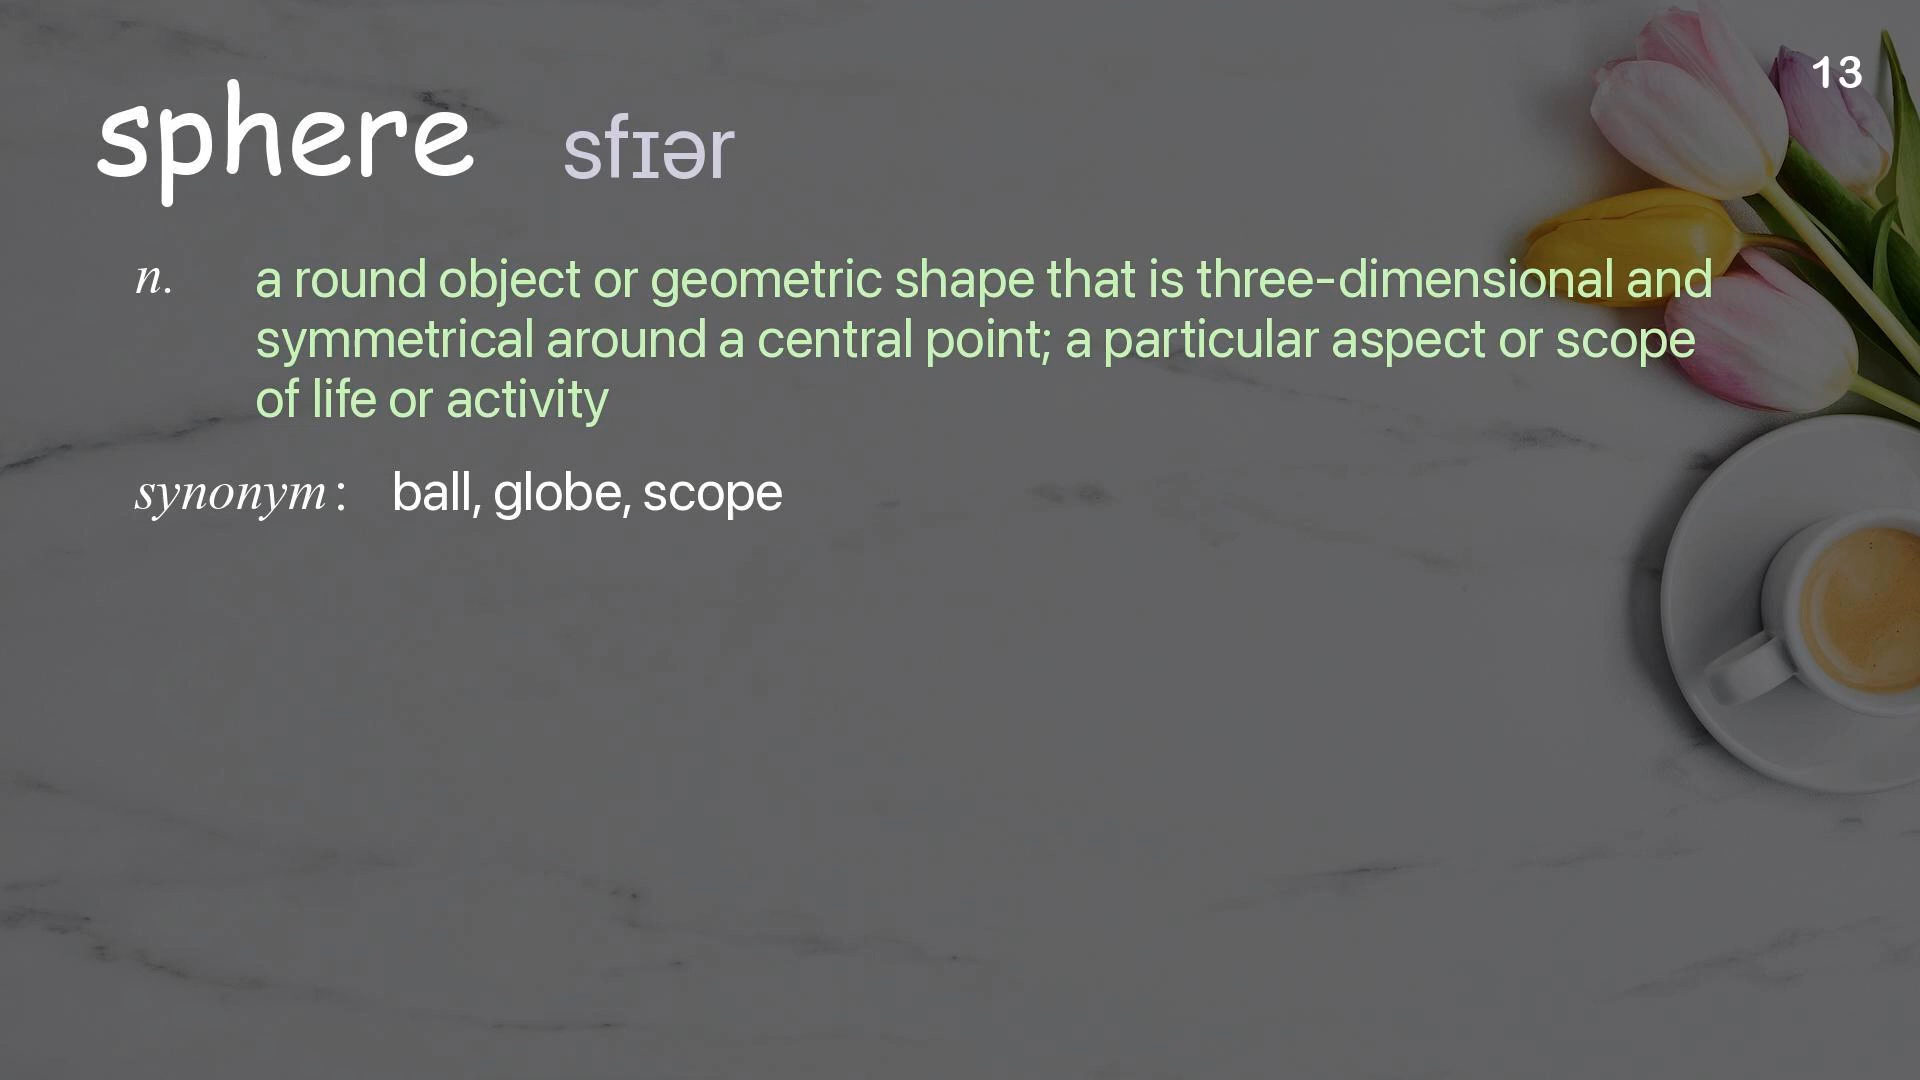 13
sphere sfɪər
n. a round object or geometric shape that is three-dimensional and
symmetrical around a central point; a particular aspect or scope
of life or activity
synonym: ball, globe, scope